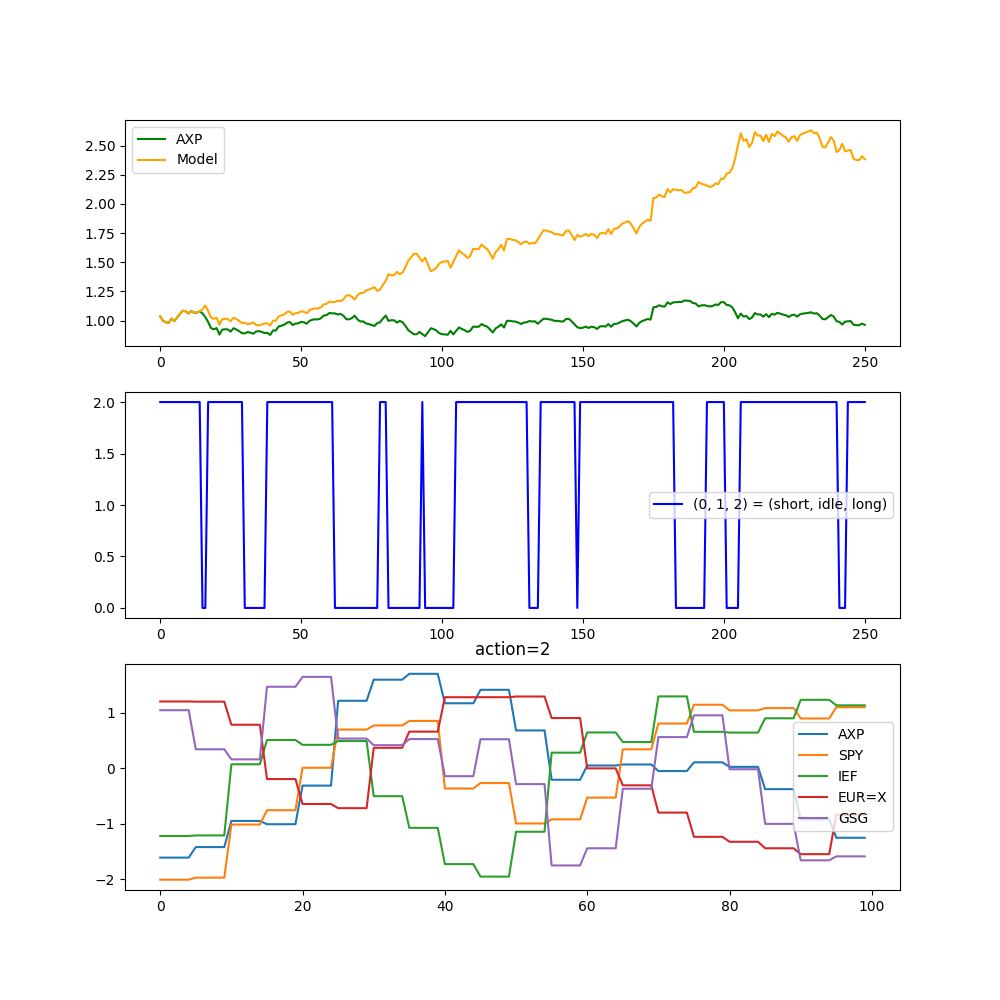 AXP
Model
2.50
2.25
2.00
1.75
1.50
1.25
1.00
0 50 100 150 200 250
2.0
1.5
1.0
0.5
0.0
(0, 1, 2) = (short, idle, long)
0 50 100 150 200 250
action=2
1
0
−1
−2
AXP
SPY
IEF
EUR=X
GSG
0 20 40 60 80 100